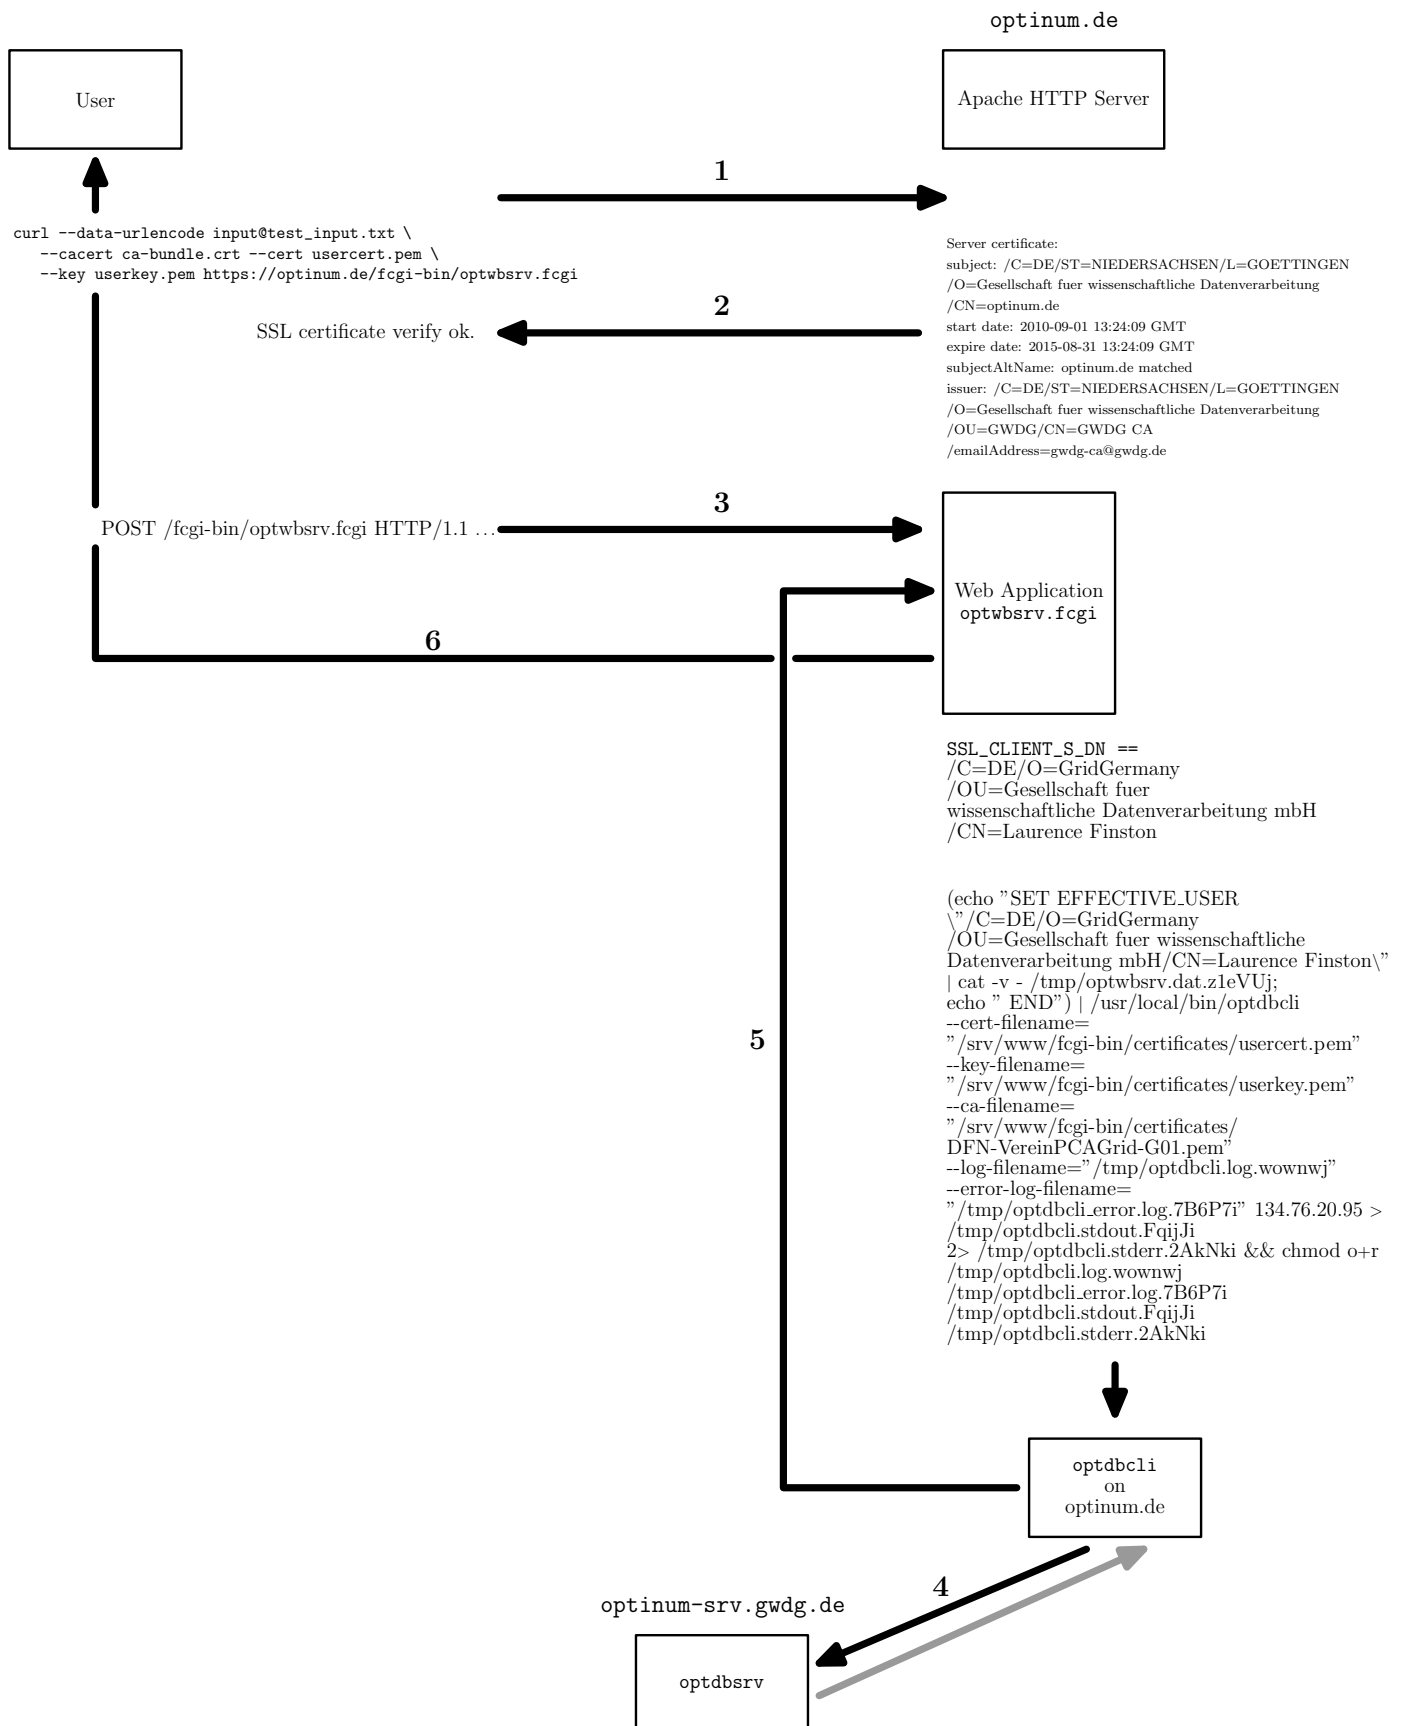 optinum.de
User
Apache HTTP Server
1
curl --data-urlencode input@test_input.txt \
--cacert ca-bundle.crt --cert usercert.pem \
--key userkey.pem https://optinum.de/fcgi-bin/optwbsrv.fcgi
Server certificate:
subject: /C=DE/ST=NIEDERSACHSEN/L=GOETTINGEN
/O=Gesellschaft fuer wissenschaftliche Datenverarbeitung
/CN=optinum.de
start date: 2010-09-01 13:24:09 GMT
expire date: 2015-08-31 13:24:09 GMT
subjectAltName: optinum.de matched
issuer: /C=DE/ST=NIEDERSACHSEN/L=GOETTINGEN
/O=Gesellschaft fuer wissenschaftliche Datenverarbeitung
/OU=GWDG/CN=GWDG CA
/emailAddress=gwdg-ca@gwdg.de
2
SSL certificate verify ok.
3
POST /fcgi-bin/optwbsrv.fcgi HTTP/1.1 ...
Web Application
optwbsrv.fcgi
6
SSL_CLIENT_S_DN ==
/C=DE/O=GridGermany
/OU=Gesellschaft fuer
wissenschaftliche Datenverarbeitung mbH
/CN=Laurence Finston
(echo ”SET EFFECTIVE_USER
\”/C=DE/O=GridGermany
/OU=Gesellschaft fuer wissenschaftliche
Datenverarbeitung mbH/CN=Laurence Finston\”
| cat -v - /tmp/optwbsrv.dat.z1eVUj;
echo ” END”) | /usr/local/bin/optdbcli
--cert-filename=
”/srv/www/fcgi-bin/certificates/usercert.pem”
--key-filename=
”/srv/www/fcgi-bin/certificates/userkey.pem”
--ca-filename=
”/srv/www/fcgi-bin/certificates/
DFN-VereinPCAGrid-G01.pem”
--log-filename=”/tmp/optdbcli.log.wownwj”
--error-log-filename=
”/tmp/optdbcli_error.log.7B6P7i” 134.76.20.95 >
/tmp/optdbcli.stdout.FqijJi
2> /tmp/optdbcli.stderr.2AkNki && chmod o+r
/tmp/optdbcli.log.wownwj
/tmp/optdbcli_error.log.7B6P7i
/tmp/optdbcli.stdout.FqijJi
/tmp/optdbcli.stderr.2AkNki
5
optdbcli
on
optinum.de
4
optinum-srv.gwdg.de
optdbsrv